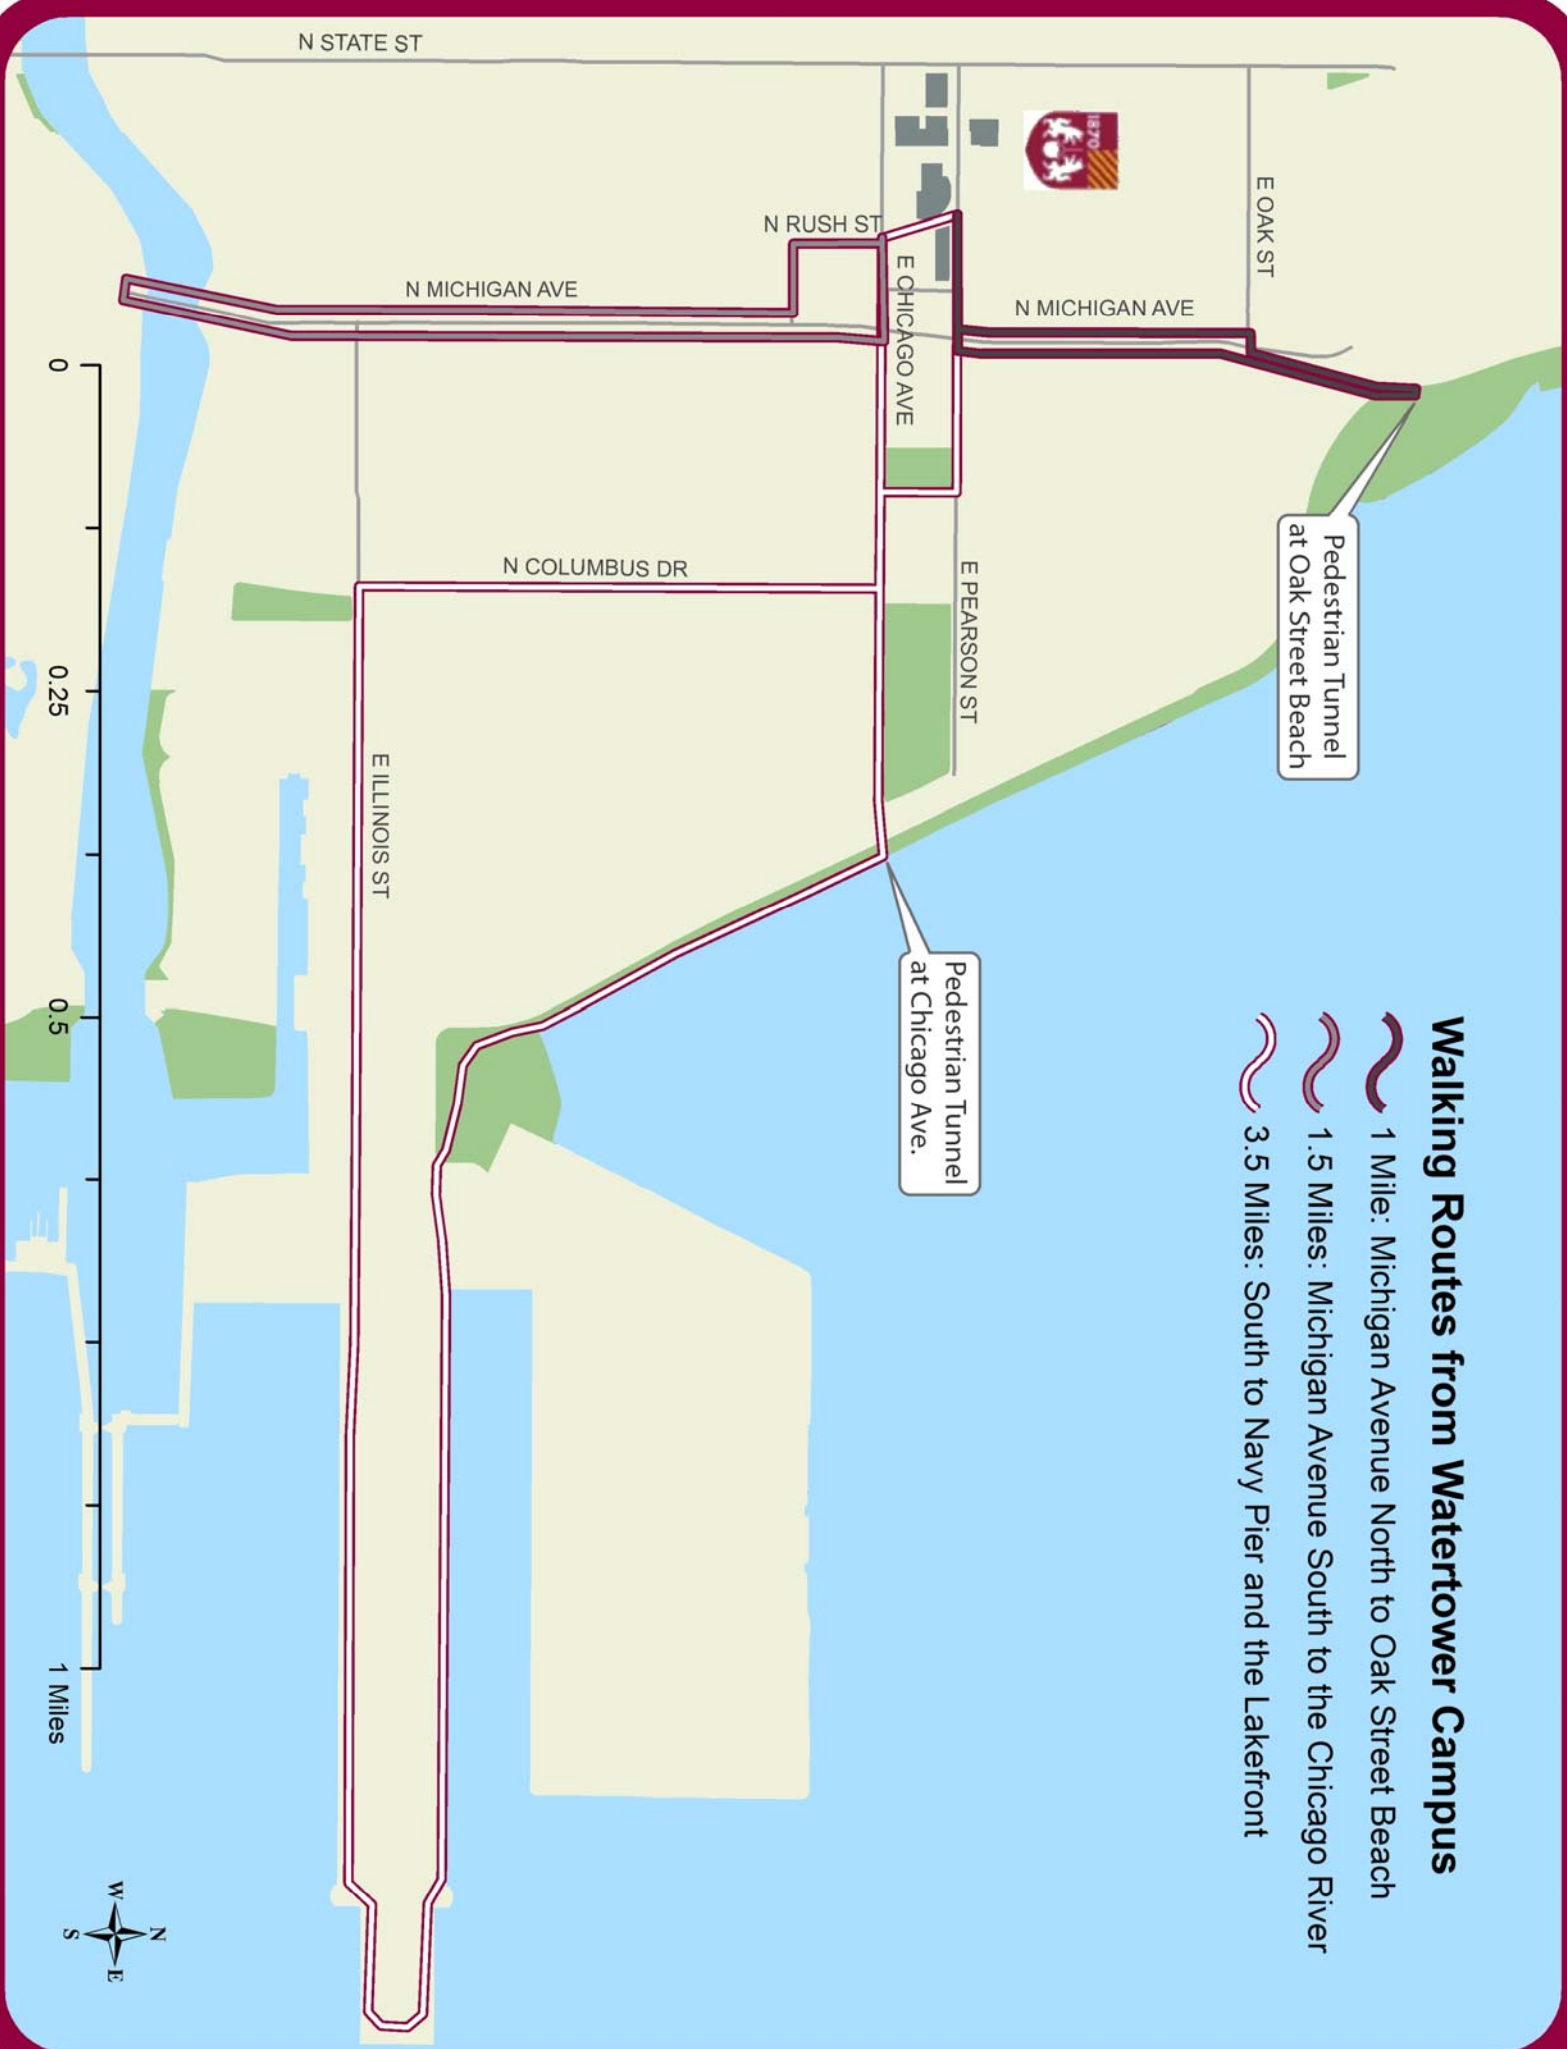 Walking Routes from Watertower Campus
1 Mile: Michigan Avenue North to Oak Street Beach
1.5 Miles: Michigan Avenue South to the Chicago River
3.5 Miles: South to Navy Pier and the Lakefront
1870
E OAK ST
Pedestrian Tunnel
at Oak Street Beach
N MICHIGAN AVE
E PEARSON ST
Pedestrian Tunnel
at Chicago Ave.
E CHICAGO AVE
N RUSH ST
N COLUMBUS DR
N MICHIGAN AVE
E ILLINOIS ST
N STATE ST
0
0.25
0.5
1 Miles
N
W
E
S